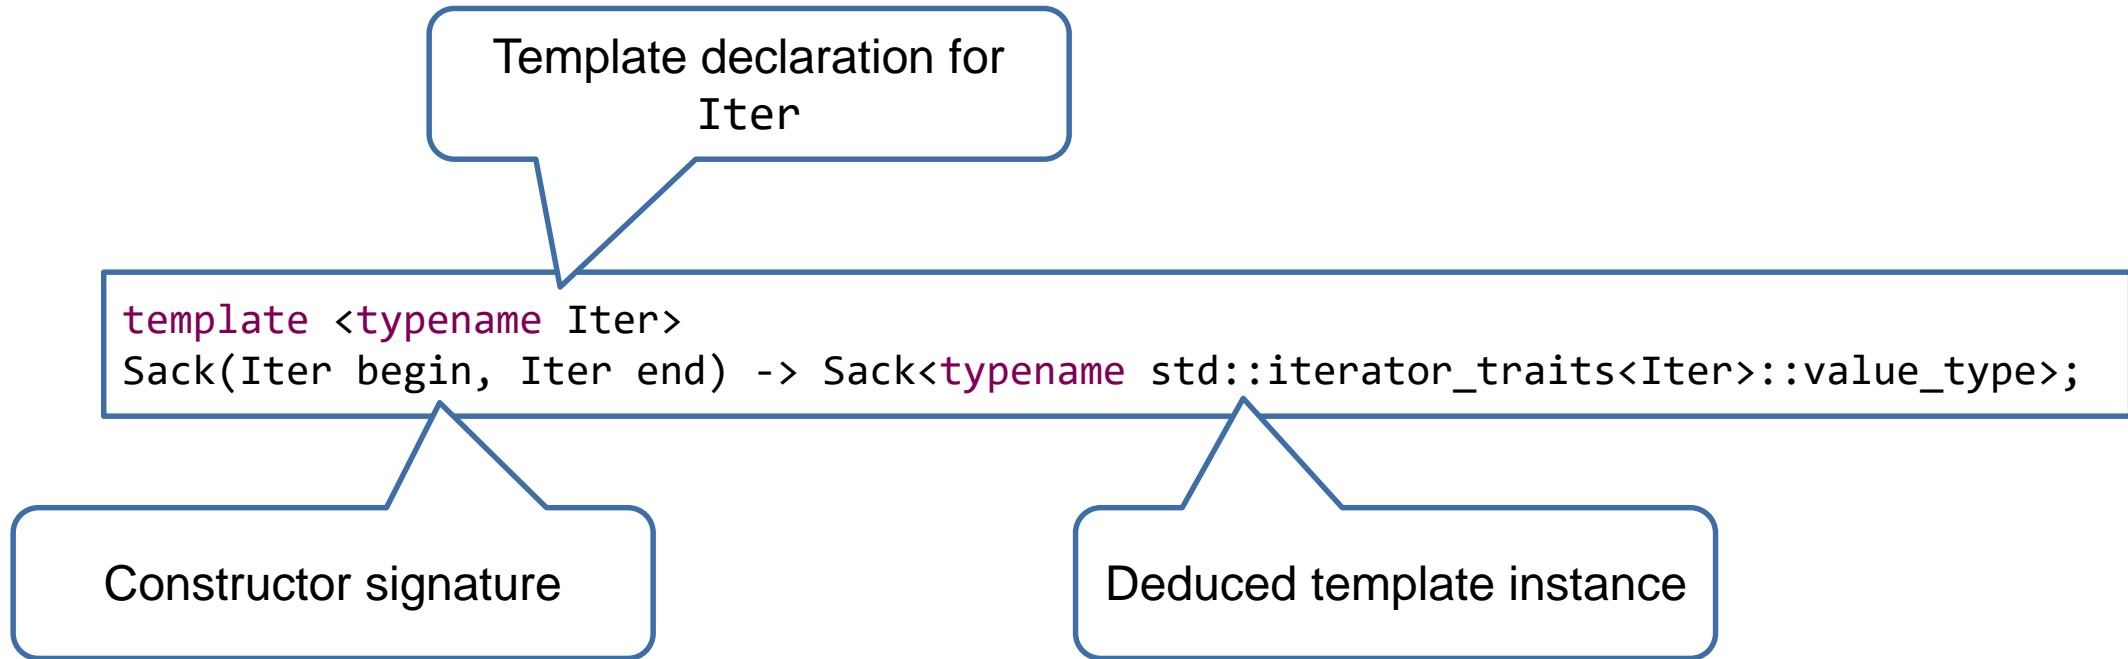 Template declaration for
Iter
template <typename Iter>
Sack(Iter begin, Iter end) -> Sack<typename std::iterator_traits<Iter>::value_type>;
Constructor signature
Deduced template instance